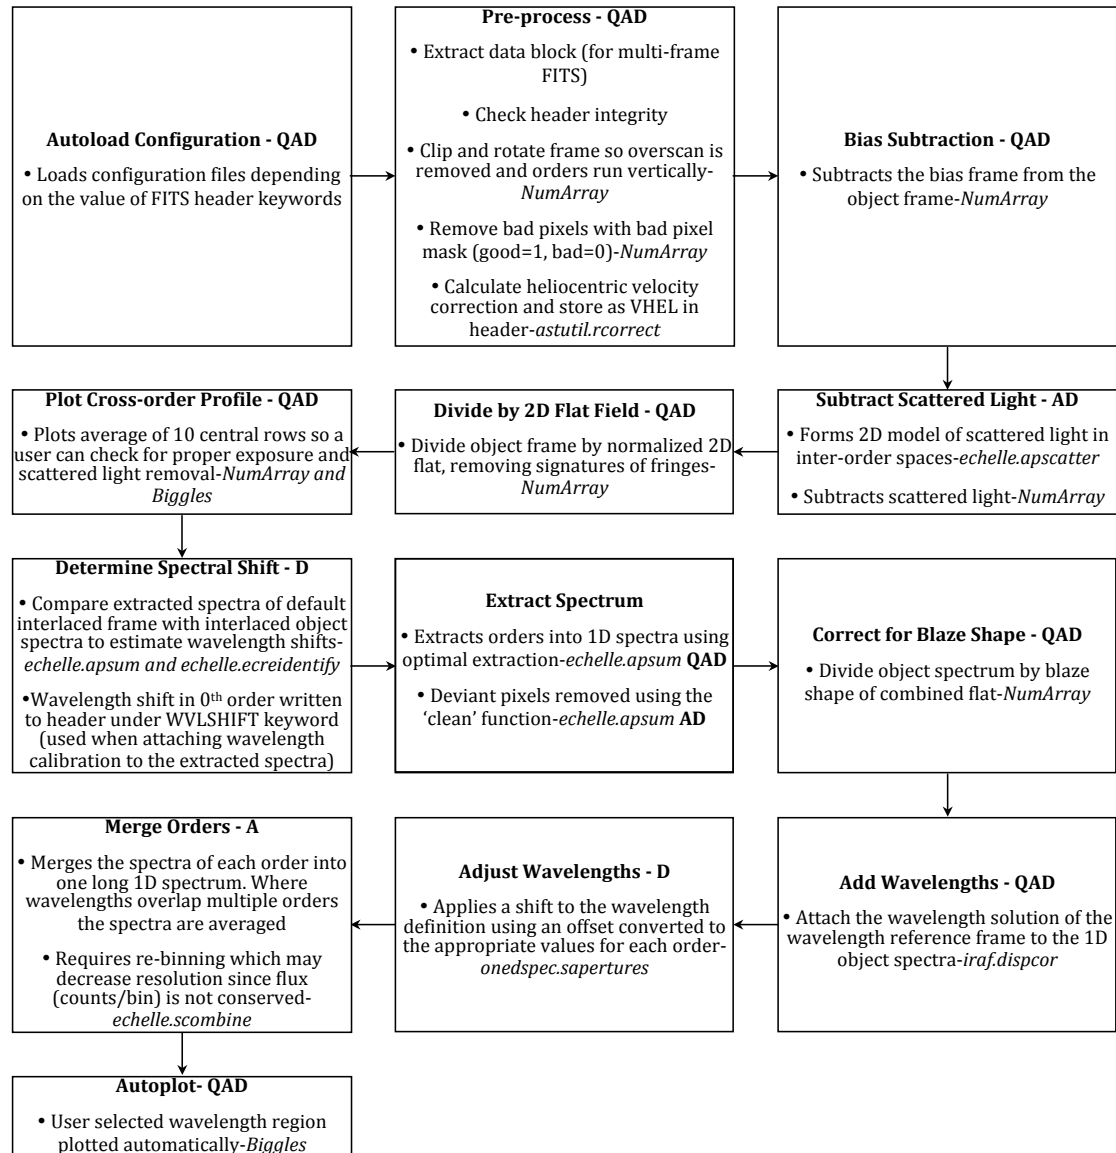 Autoload Configuration - QAD
• Loads configuration files depending
on the value of FITS header keywords
Pre-process - QAD
• Extract data block (for multi-frame
FITS)
• Check header integrity
• Clip and rotate frame so overscan is
removed and orders run vertically-
NumArray
• Remove bad pixels with bad pixel
mask (good=1, bad=0)-NumArray
• Calculate heliocentric velocity
correction and store as VHEL in
header-astutil.rcorrect
Bias Subtraction - QAD
• Subtracts the bias frame from the
object frame-NumArray
Subtract Scattered Light - AD
• Forms 2D model of scattered light in
inter-order spaces-echelle.apscatter
• Subtracts scattered light-NumArray
Divide by 2D Flat Field - QAD
• Divide object frame by normalized 2D
flat, removing signatures of fringes-
NumArray
Plot Cross-order Profile - QAD
• Plots average of 10 central rows so a
user can check for proper exposure and
scattered light removal-NumArray and
Biggles
Determine Spectral Shift - D
• Compare extracted spectra of default
interlaced frame with interlaced object
spectra to estimate wavelength shifts-
echelle.apsum and echelle.ecreidentify
•Wavelength shift in 0th order written
to header under WVLSHIFT keyword
(used when attaching wavelength
calibration to the extracted spectra)
Extract Spectrum
• Extracts orders into 1D spectra using
optimal extraction-echelle.apsum QAD
• Deviant pixels removed using the
‘clean’ function-echelle.apsum AD
Correct for Blaze Shape - QAD
• Divide object spectrum by blaze
shape of combined flat-NumArray
Add Wavelengths - QAD
• Attach the wavelength solution of the
wavelength reference frame to the 1D
object spectra-iraf.dispcor
Adjust Wavelengths - D
• Applies a shift to the wavelength
definition using an offset converted to
the appropriate values for each order-
onedspec.sapertures
Merge Orders - A
• Merges the spectra of each order into
one long 1D spectrum. Where
wavelengths overlap multiple orders
the spectra are averaged
• Requires re-binning which may
decrease resolution since flux
(counts/bin) is not conserved-
echelle.scombine
Autoplot- QAD
• User selected wavelength region
plotted automatically-Biggles